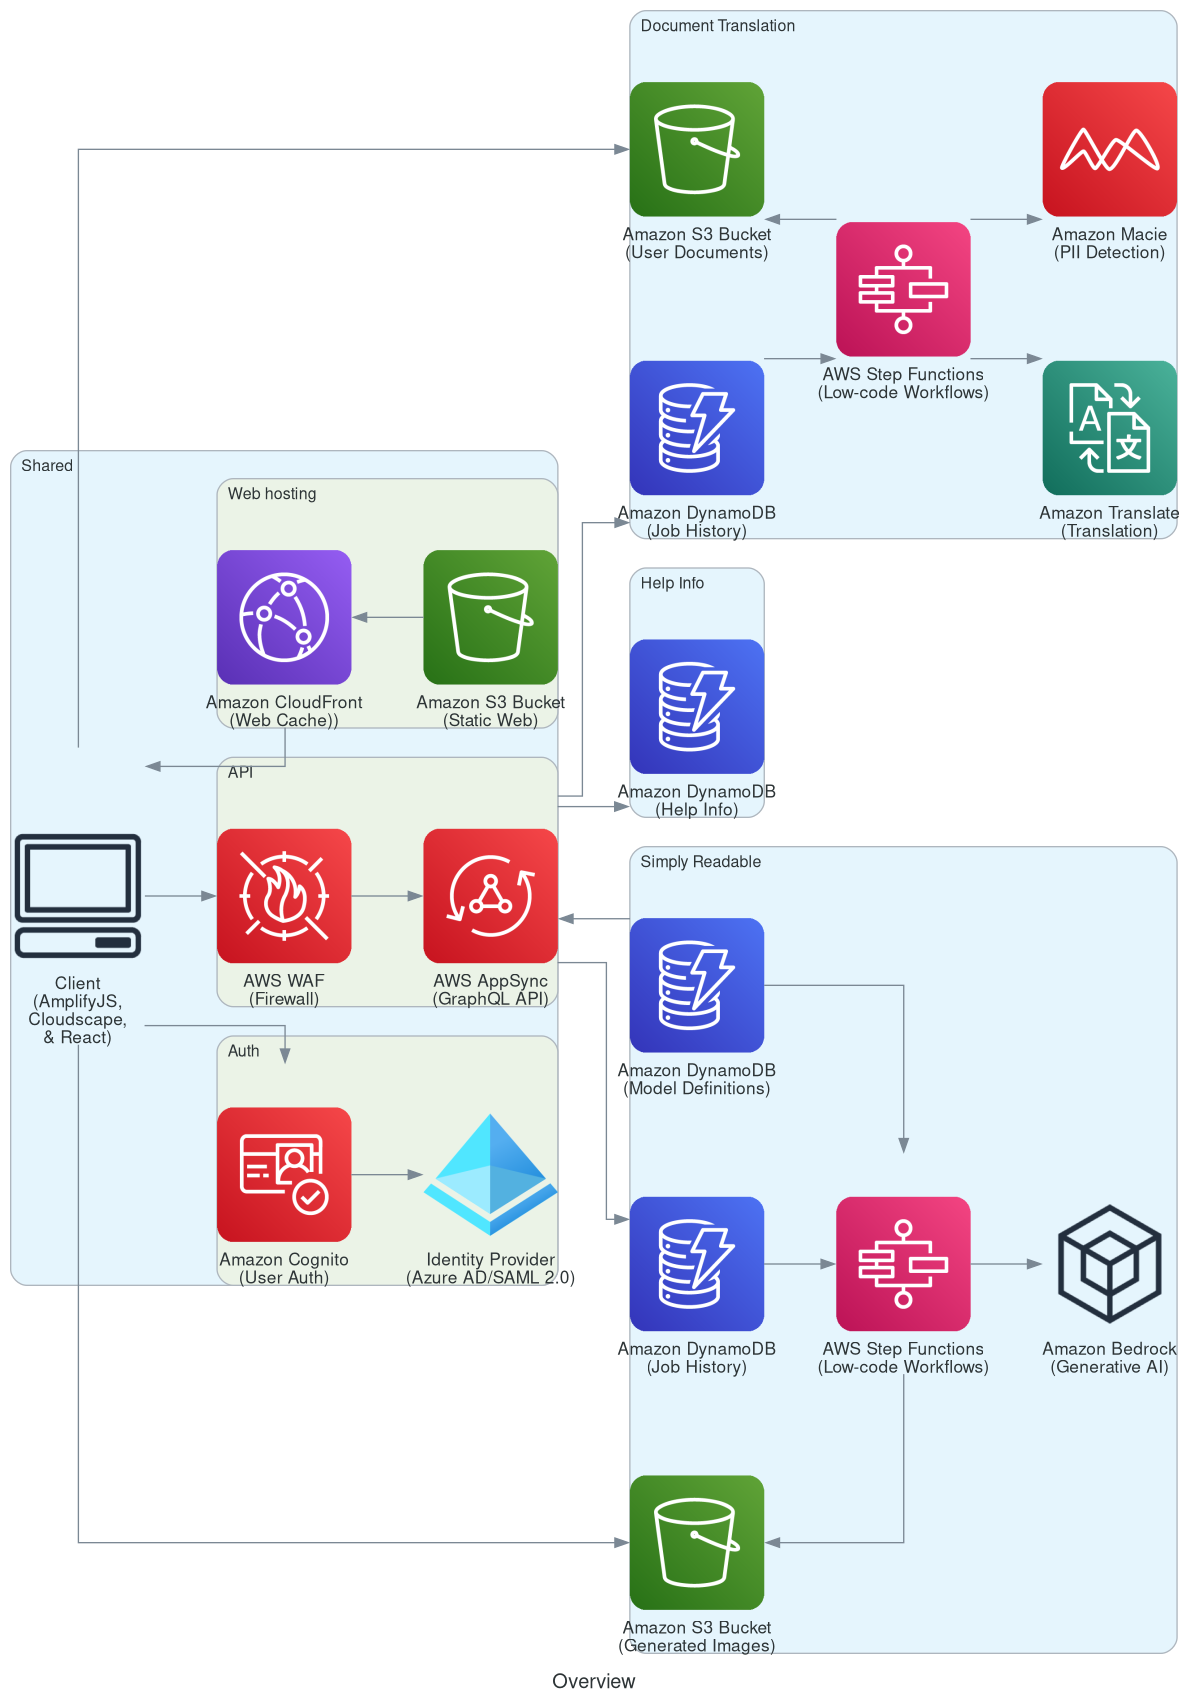 Document Translation
Amazon S3 Bucket
(User Documents)
Amazon Macie
(PII Detection)
AWS Step Functions
(Low-code Workflows)
Amazon DynamoDB
(Job History)
Amazon Translate
(Translation)
Shared
Web hosting
Amazon CloudFront
(Web Cache))
Amazon S3 Bucket
(Static Web)
Help Info
Amazon DynamoDB
(Help Info)
API
AWS WAF
(Firewall)
AWS AppSync
(GraphQL API)
Client
(AmplifyJS,
Cloudscape,
& React)
Auth
Amazon Cognito
(User Auth)
Identity Provider
(Azure AD/SAML 2.0)
Simply Readable
Amazon DynamoDB
(Model Definitions)
Amazon DynamoDB
(Job History)
AWS Step Functions
(Low-code Workflows)
Amazon Bedrock
(Generative AI)
Amazon S3 Bucket
(Generated Images)
Overview
A
文